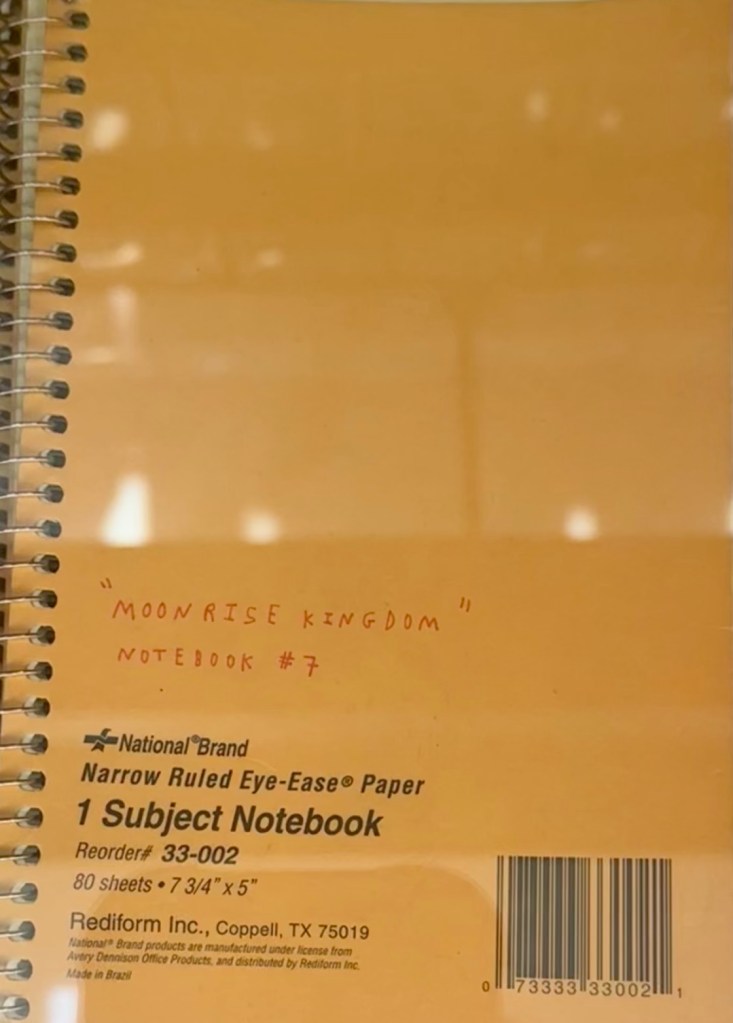 "MOONRISE KINGDOM"
NOTEBOOK #7
National®Brand
Narrow Ruled Eye-Ease® Paper
1 Subject Notebook
Reorder# 33-002
80 sheets • 7 3/4" x 5"
Rediform Inc., Coppell, TX 75019
National® Brand products are manufactured under license from
Avery Dennison Office Products, and distributed by Rediform Inc.
Made in Brazil
0 73333 33002 1